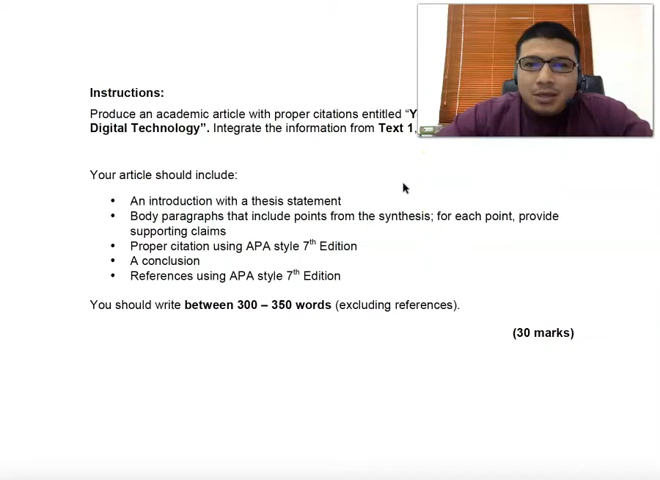 Instructions:
Produce an academic article with proper citations entitled “Y
Digital Technology”. Integrate the information from Text 1,
Your article should include:
• An introduction with a thesis statement
• Body paragraphs that include points from the synthesis; for each point, provide
supporting claims
• Proper citation using APA style 7th Edition
• A conclusion
• References using APA style 7th Edition
You should write between 300 – 350 words (excluding references).
(30 marks)